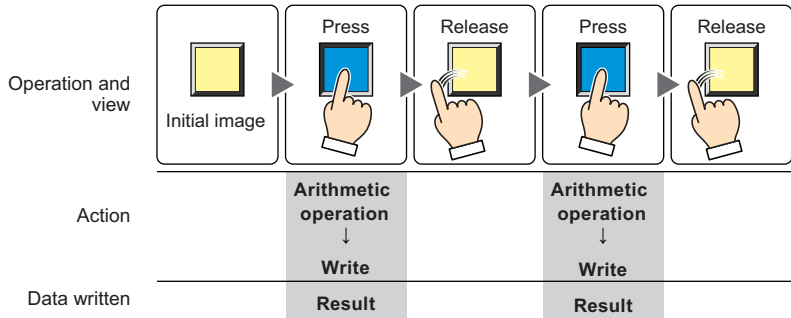 Press
Release
Press
Release
Operation and
view
Initial image
Action
Arithmetic
operation
↓
Write
Arithmetic
operation
↓
Write
Data written
Result
Result